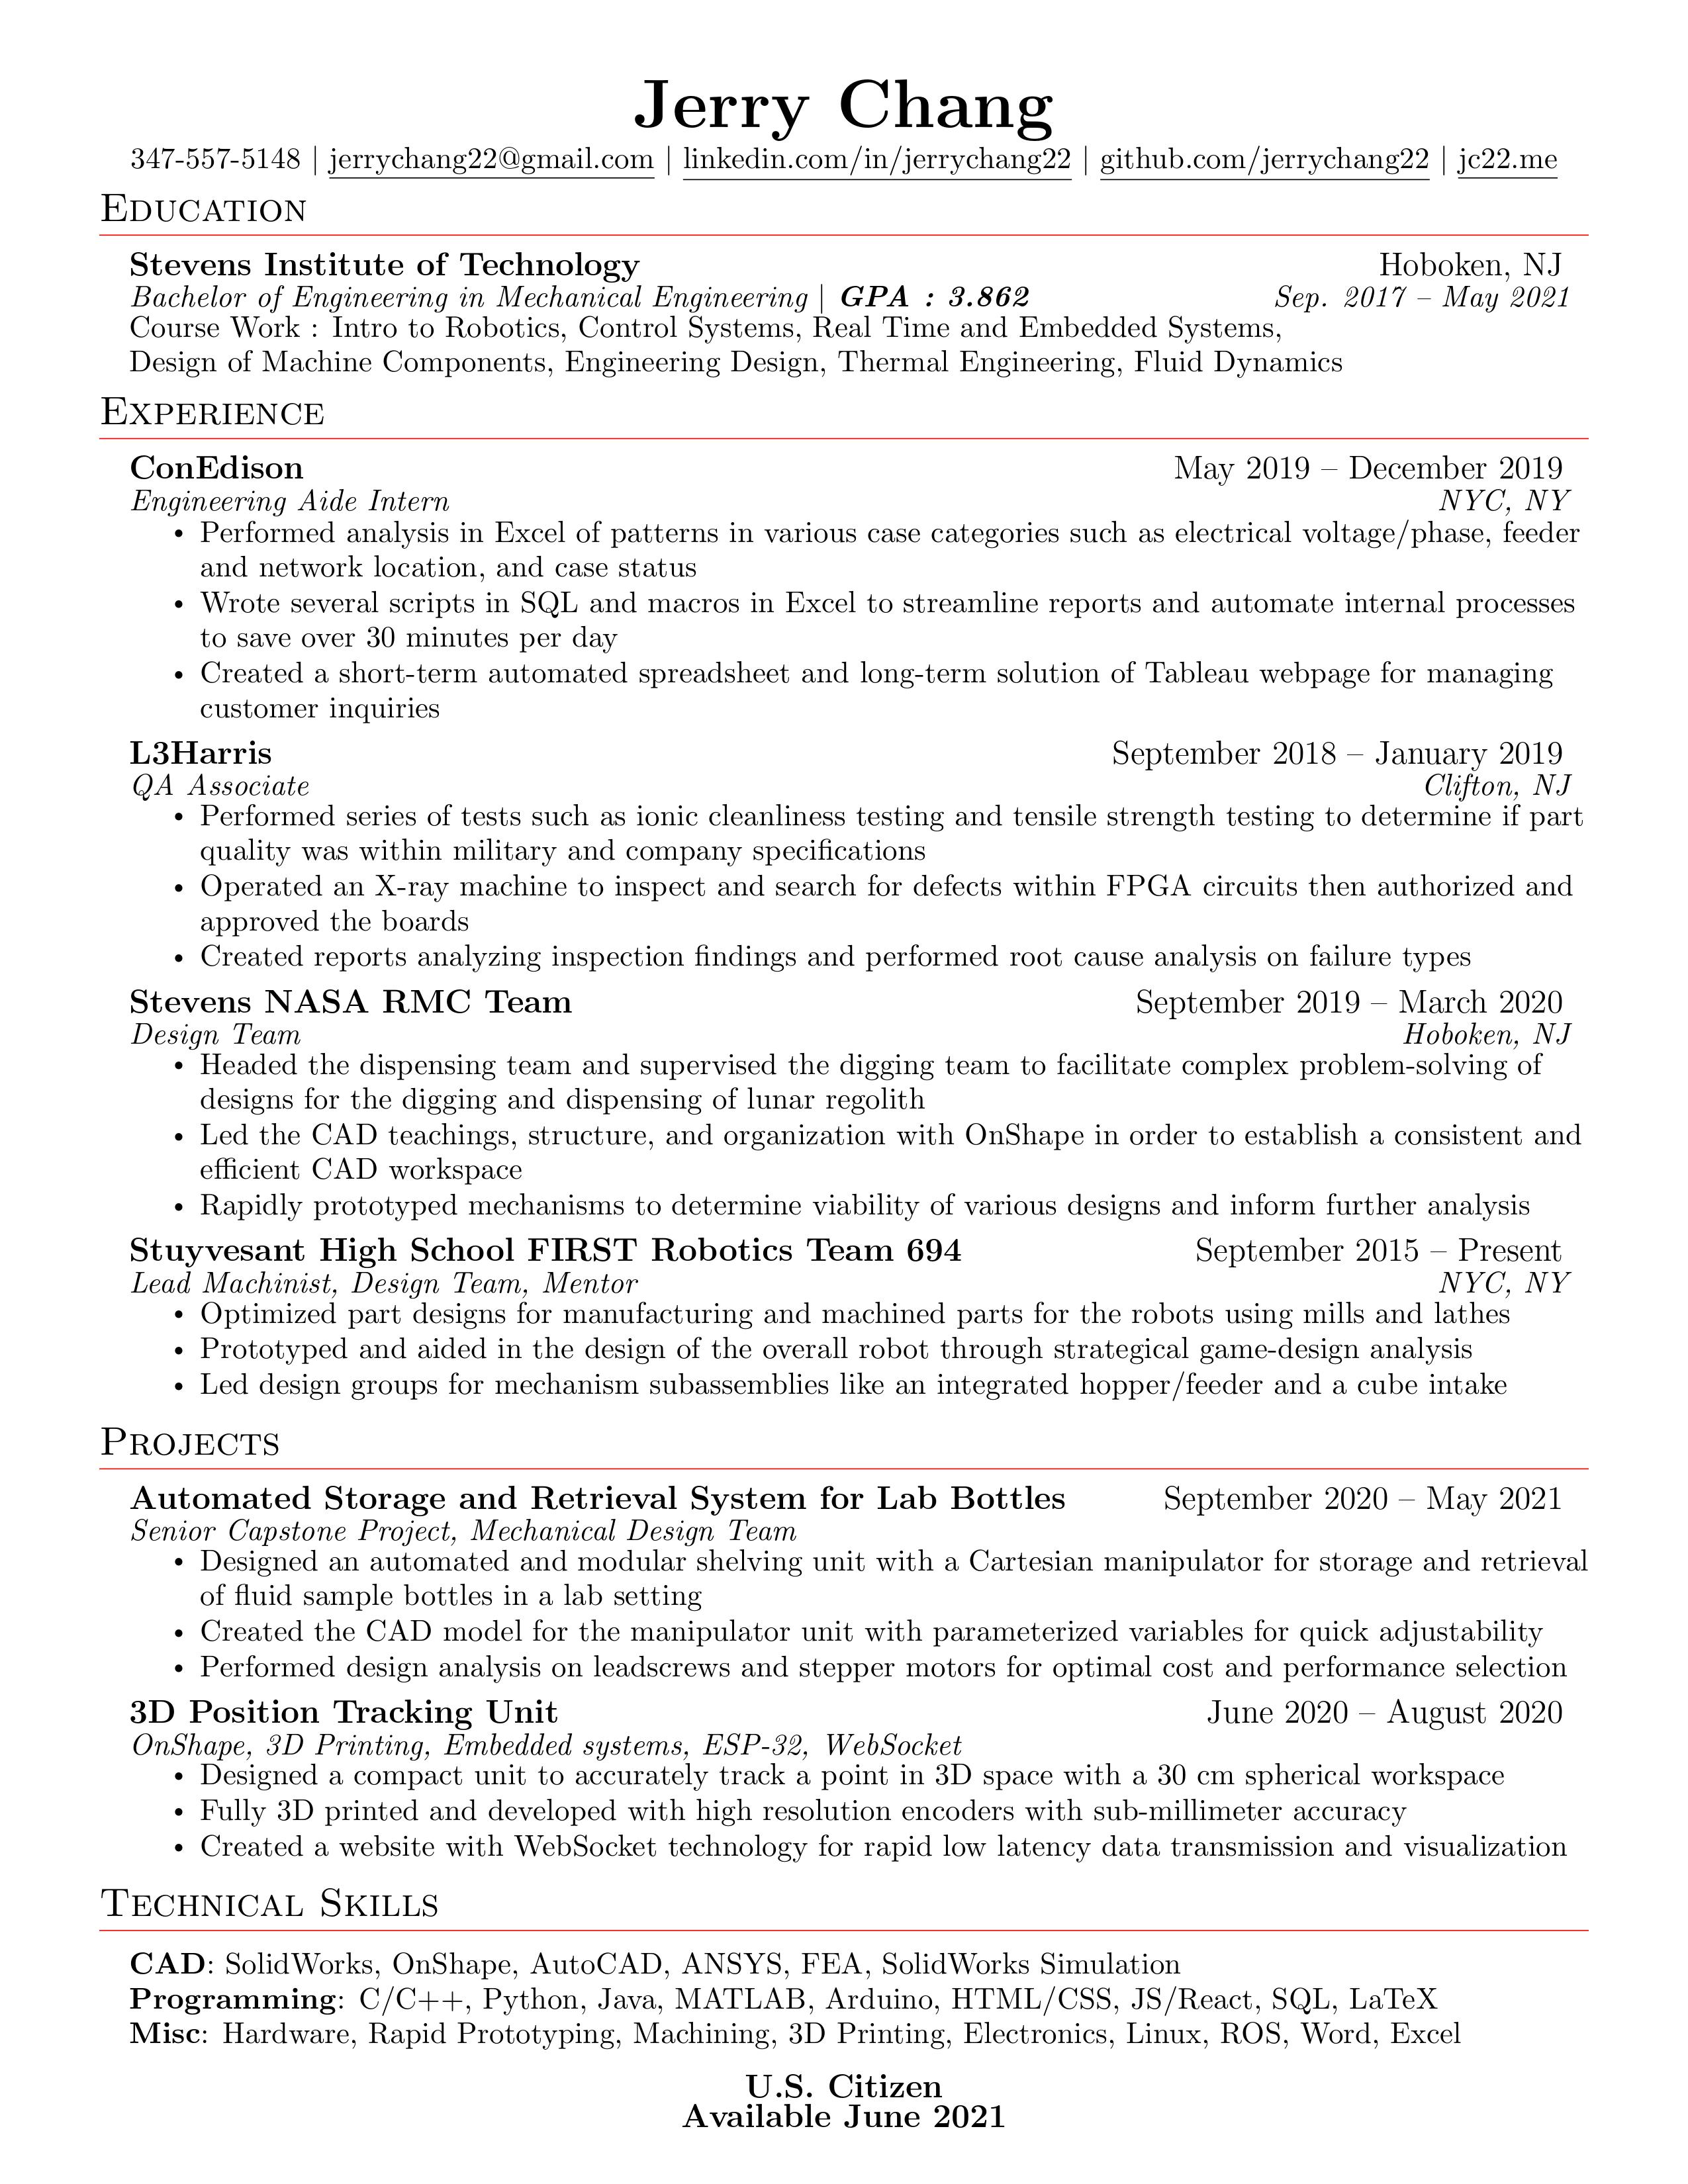 Jerry Chang
347-557-5148 | jerrychang22@gmail.com | linkedin.com/in/jerrychang22 | github.com/jerrychang22 | jc22.me
Education
Stevens Institute of Technology Hoboken, NJ
Bachelor of Engineering in Mechanical Engineering | GPA : 3.862 Sep. 2017 – May 2021
Course Work : Intro to Robotics, Control Systems, Real Time and Embedded Systems,
Design of Machine Components, Engineering Design, Thermal Engineering, Fluid Dynamics
Experience
ConEdison May 2019 – December 2019
Engineering Aide Intern NYC, NY
• Performed analysis in Excel of patterns in various case categories such as electrical voltage/phase, feeder
and network location, and case status
• Wrote several scripts in SQL and macros in Excel to streamline reports and automate internal processes
to save over 30 minutes per day
• Created a short-term automated spreadsheet and long-term solution of Tableau webpage for managing
customer inquiries
L3Harris September 2018 – January 2019
QA Associate Clifton, NJ
• Performed series of tests such as ionic cleanliness testing and tensile strength testing to determine if part
quality was within military and company specifications
• Operated an X-ray machine to inspect and search for defects within FPGA circuits then authorized and
approved the boards
• Created reports analyzing inspection findings and performed root cause analysis on failure types
Stevens NASA RMC Team September 2019 – March 2020
Design Team Hoboken, NJ
• Headed the dispensing team and supervised the digging team to facilitate complex problem-solving of
designs for the digging and dispensing of lunar regolith
• Led the CAD teachings, structure, and organization with OnShape in order to establish a consistent and
efficient CAD workspace
• Rapidly prototyped mechanisms to determine viability of various designs and inform further analysis
Stuyvesant High School FIRST Robotics Team 694 September 2015 – Present
Lead Machinist, Design Team, Mentor NYC, NY
• Optimized part designs for manufacturing and machined parts for the robots using mills and lathes
• Prototyped and aided in the design of the overall robot through strategical game-design analysis
• Led design groups for mechanism subassemblies like an integrated hopper/feeder and a cube intake
Projects
Automated Storage and Retrieval System for Lab Bottles September 2020 – May 2021
Senior Capstone Project, Mechanical Design Team
• Designed an automated and modular shelving unit with a Cartesian manipulator for storage and retrieval
of fluid sample bottles in a lab setting
• Created the CAD model for the manipulator unit with parameterized variables for quick adjustability
• Performed design analysis on leadscrews and stepper motors for optimal cost and performance selection
3D Position Tracking Unit June 2020 – August 2020
OnShape, 3D Printing, Embedded systems, ESP-32, WebSocket
• Designed a compact unit to accurately track a point in 3D space with a 30 cm spherical workspace
• Fully 3D printed and developed with high resolution encoders with sub-millimeter accuracy
• Created a website with WebSocket technology for rapid low latency data transmission and visualization
Technical Skills
CAD: SolidWorks, OnShape, AutoCAD, ANSYS, FEA, SolidWorks Simulation
Programming: C/C++, Python, Java, MATLAB, Arduino, HTML/CSS, JS/React, SQL, LaTeX
Misc: Hardware, Rapid Prototyping, Machining, 3D Printing, Electronics, Linux, ROS, Word, Excel
U.S. Citizen
Available June 2021